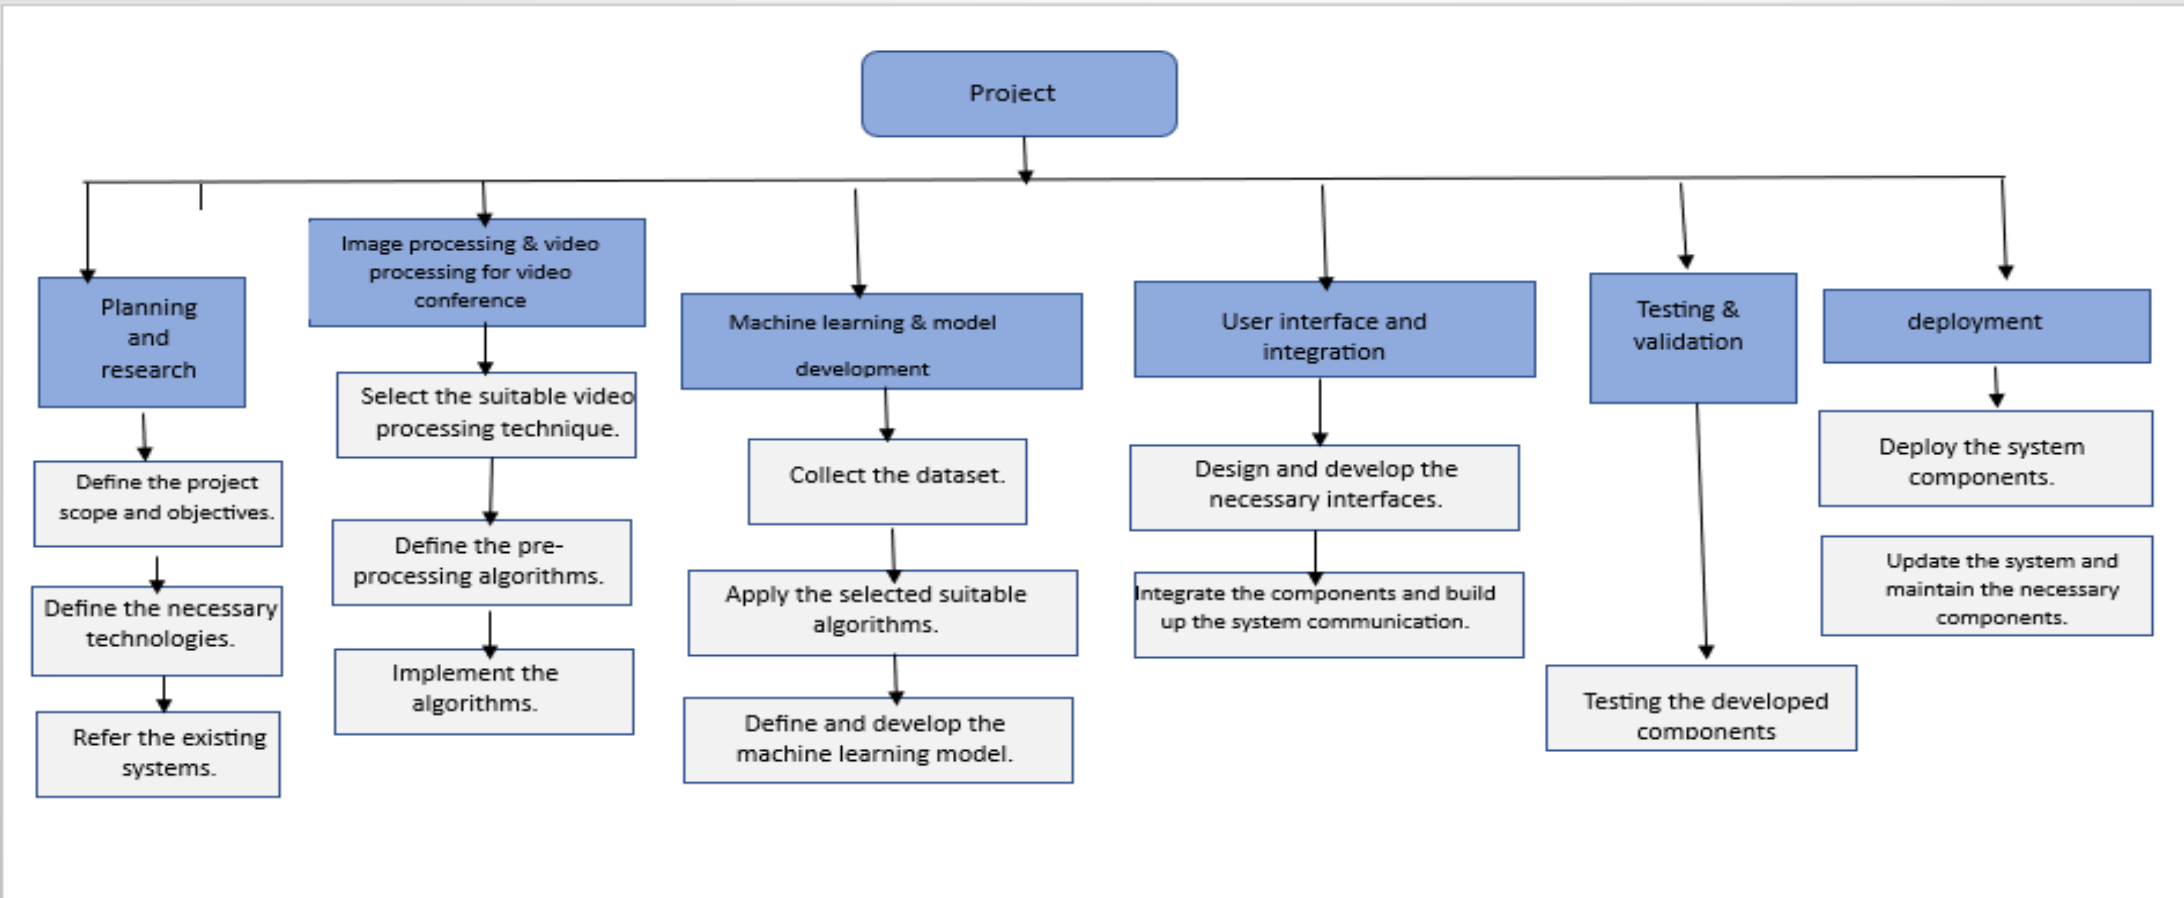 Project
Planning
and
research
Define the project
scope and objectives.
Define the necessary
technologies.
Refer the existing
systems.
Image processing & video
processing for video
conference
Select the suitable video
processing technique.
Define the pre-
processing algorithms.
Implement the
algorithms.
Machine learning & model
development
Collect the dataset.
Apply the selected suitable
algorithms.
Define and develop the
machine learning model.
User interface and
integration
Design and develop the
necessary interfaces.
Integrate the components and build
up the system communication.
Testing &
validation
Testing the developed
components
deployment
Deploy the system
components.
Update the system and
maintain the necessary
components.